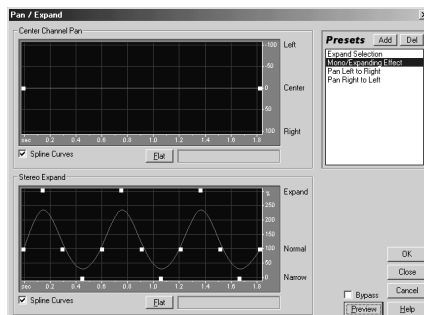 Pan / Expand
Center Channel Pan
-100 Left
-50
Center
-50
-100 Right
sec 0.2 0.4 0.6 0.8 1.0 1.2 1.4 1.6 1.8
Spline Curves Flat
Stereo Expand
% Expand
-250
-200
-150
-100 Normal
-50
-0 Narrow
sec 0.2 0.4 0.6 0.8 1.0 1.2 1.4 1.6 1.8
Spline Curves Flat
Presets Add Del
Expand Selection
Mono/Expanding Effect
Pan Left to Right
Pan Right to Left
OK
Close
Bypass Cancel
Preview Help